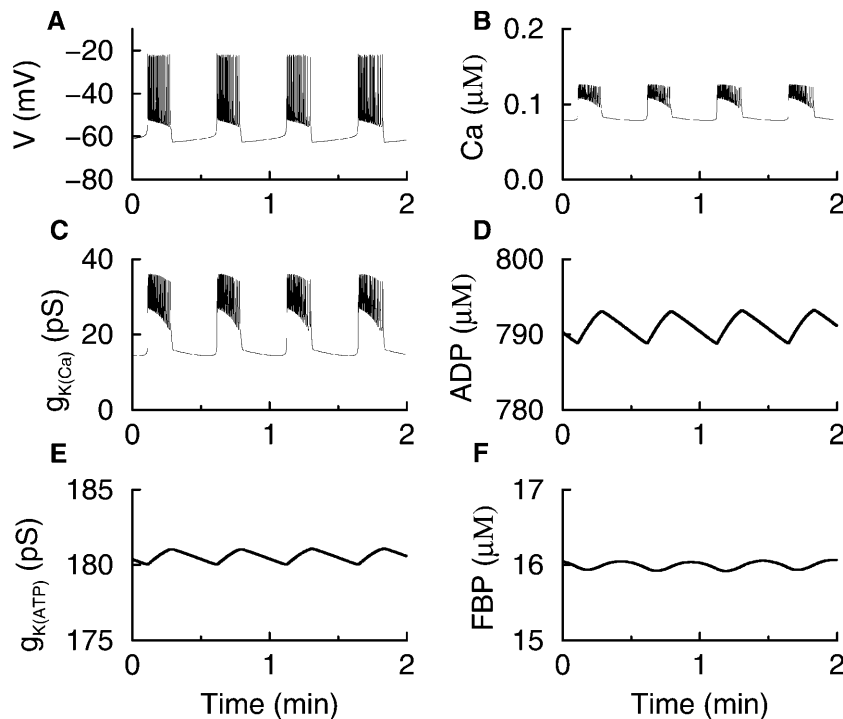 A
−20
−40
−60
−80
V (mV)
0
1
2
B
0.2
0.1
0.0
Ca (μM)
0
1
2
C
40
20
0
gK(Ca) (pS)
0
1
2
D
800
790
780
ADP (μM)
0
1
2
E
185
180
175
gK(ATP) (pS)
0
1
2
Time (min)
F
17
16
15
FBP (μM)
0
1
2
Time (min)